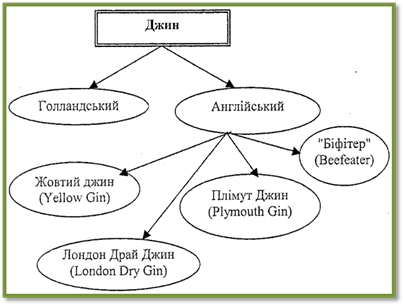 Джин
Голландський
Англійський
"Біфітер"
(Beefeater)
Жовтий джин
(Yellow Gin)
Плімут Джин
(Plymouth Gin)
Лондон Драй Джин
(London Dry Gin)